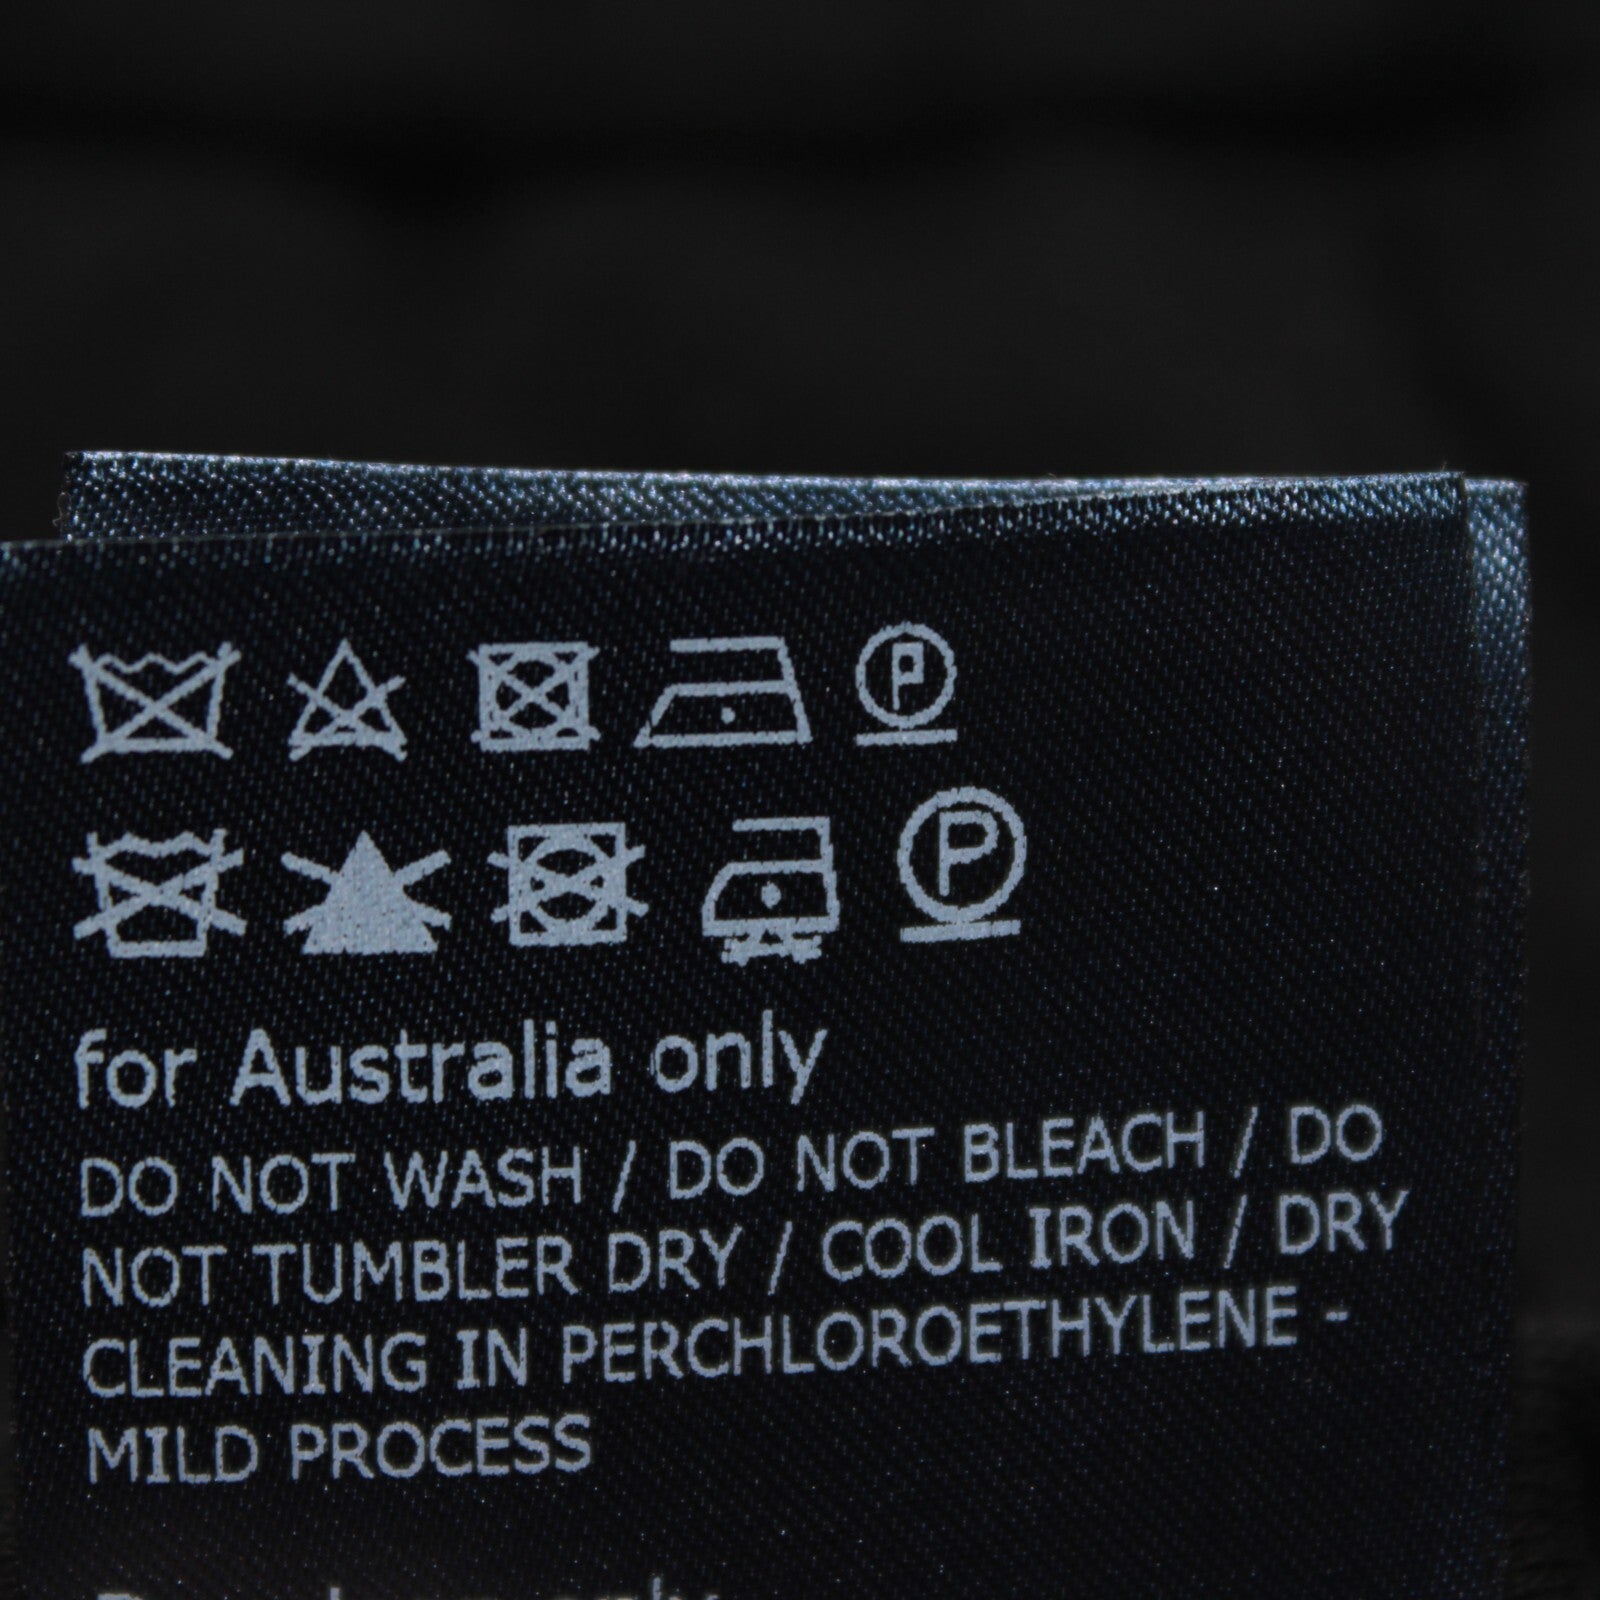 P
P
for Australia only
DO NOT WASH / DO NOT BLEACH / DO
NOT TUMBLER DRY / COOL IRON / DRY
CLEANING IN PERCHLOROETHYLENE -
MILD PROCESS